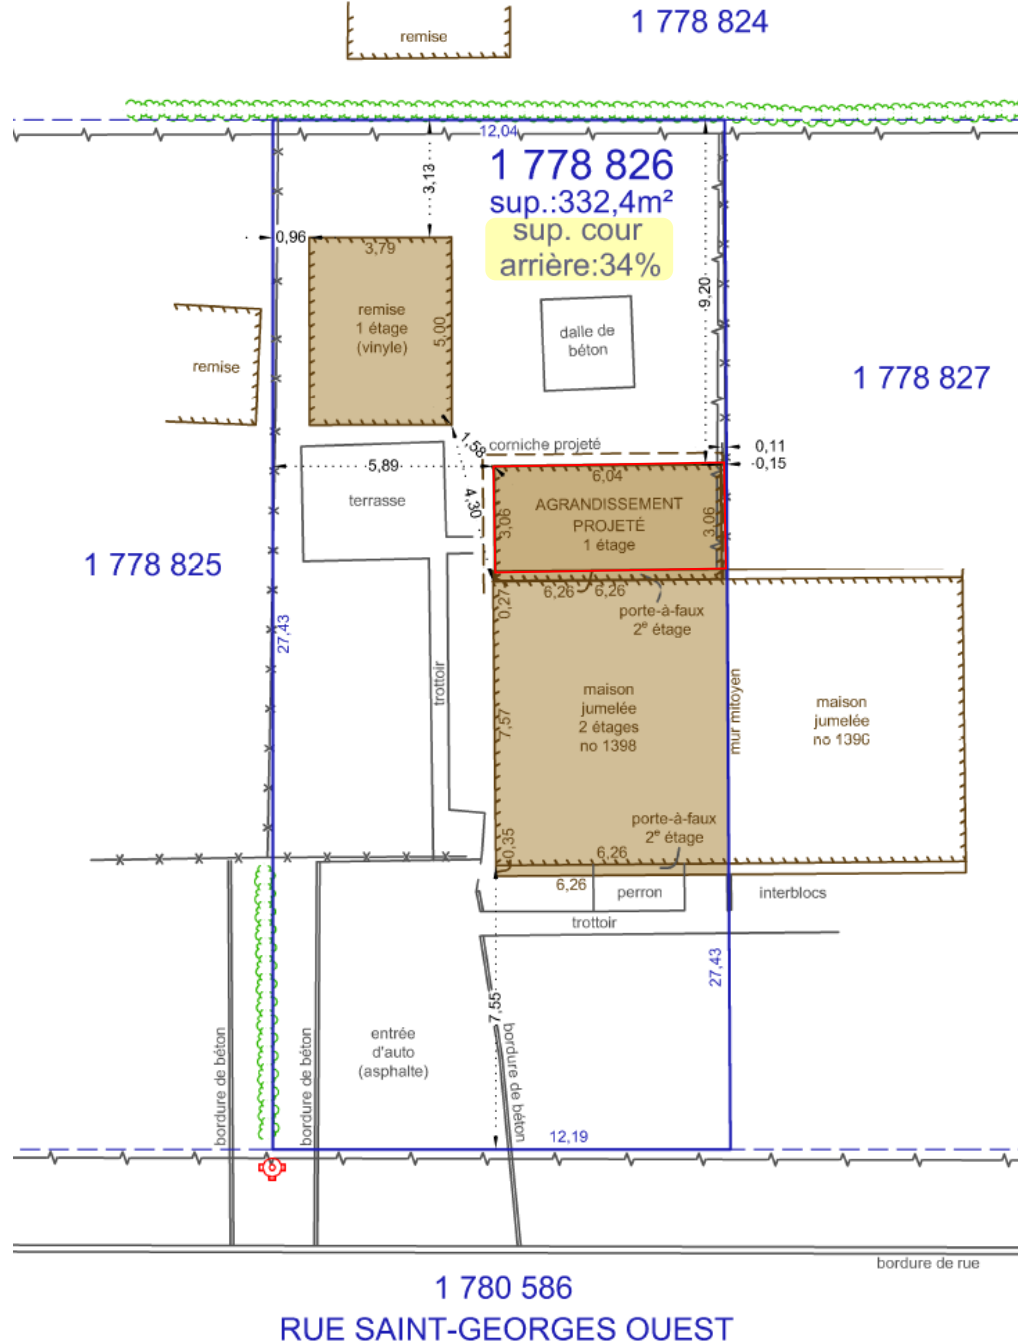 1 778 824
remise
12,04
3,13
1 778 826
sup.:332,4m²
sup. cour
arrière:34%
0,96
3,79
9,20
remise
1 étage
(vinyle)
5,00
dalle de
béton
remise
1 778 827
1,58
corniche projeté
0,11
0,15
5,89
6,04
terrasse
4,30
AGRANDISSEMENT
PROJETÉ
1 étage
3,06
3,06
1 778 825
6,26
6,26
0,27
porte-à-faux
2e étage
27,43
trottoir
7,57
maison
jumelée
2 étages
no 1398
mur mitoyen
maison
jumelée
no 1396
porte-à-faux
2e étage
0,35
6,26
6,26
perron
interblocs
trottoir
27,43
7,55
entrée
d'auto
(asphalte)
bordure de béton
bordure de béton
bordure de béton
12,19
bordure de rue
1 780 586
RUE SAINT-GEORGES OUEST